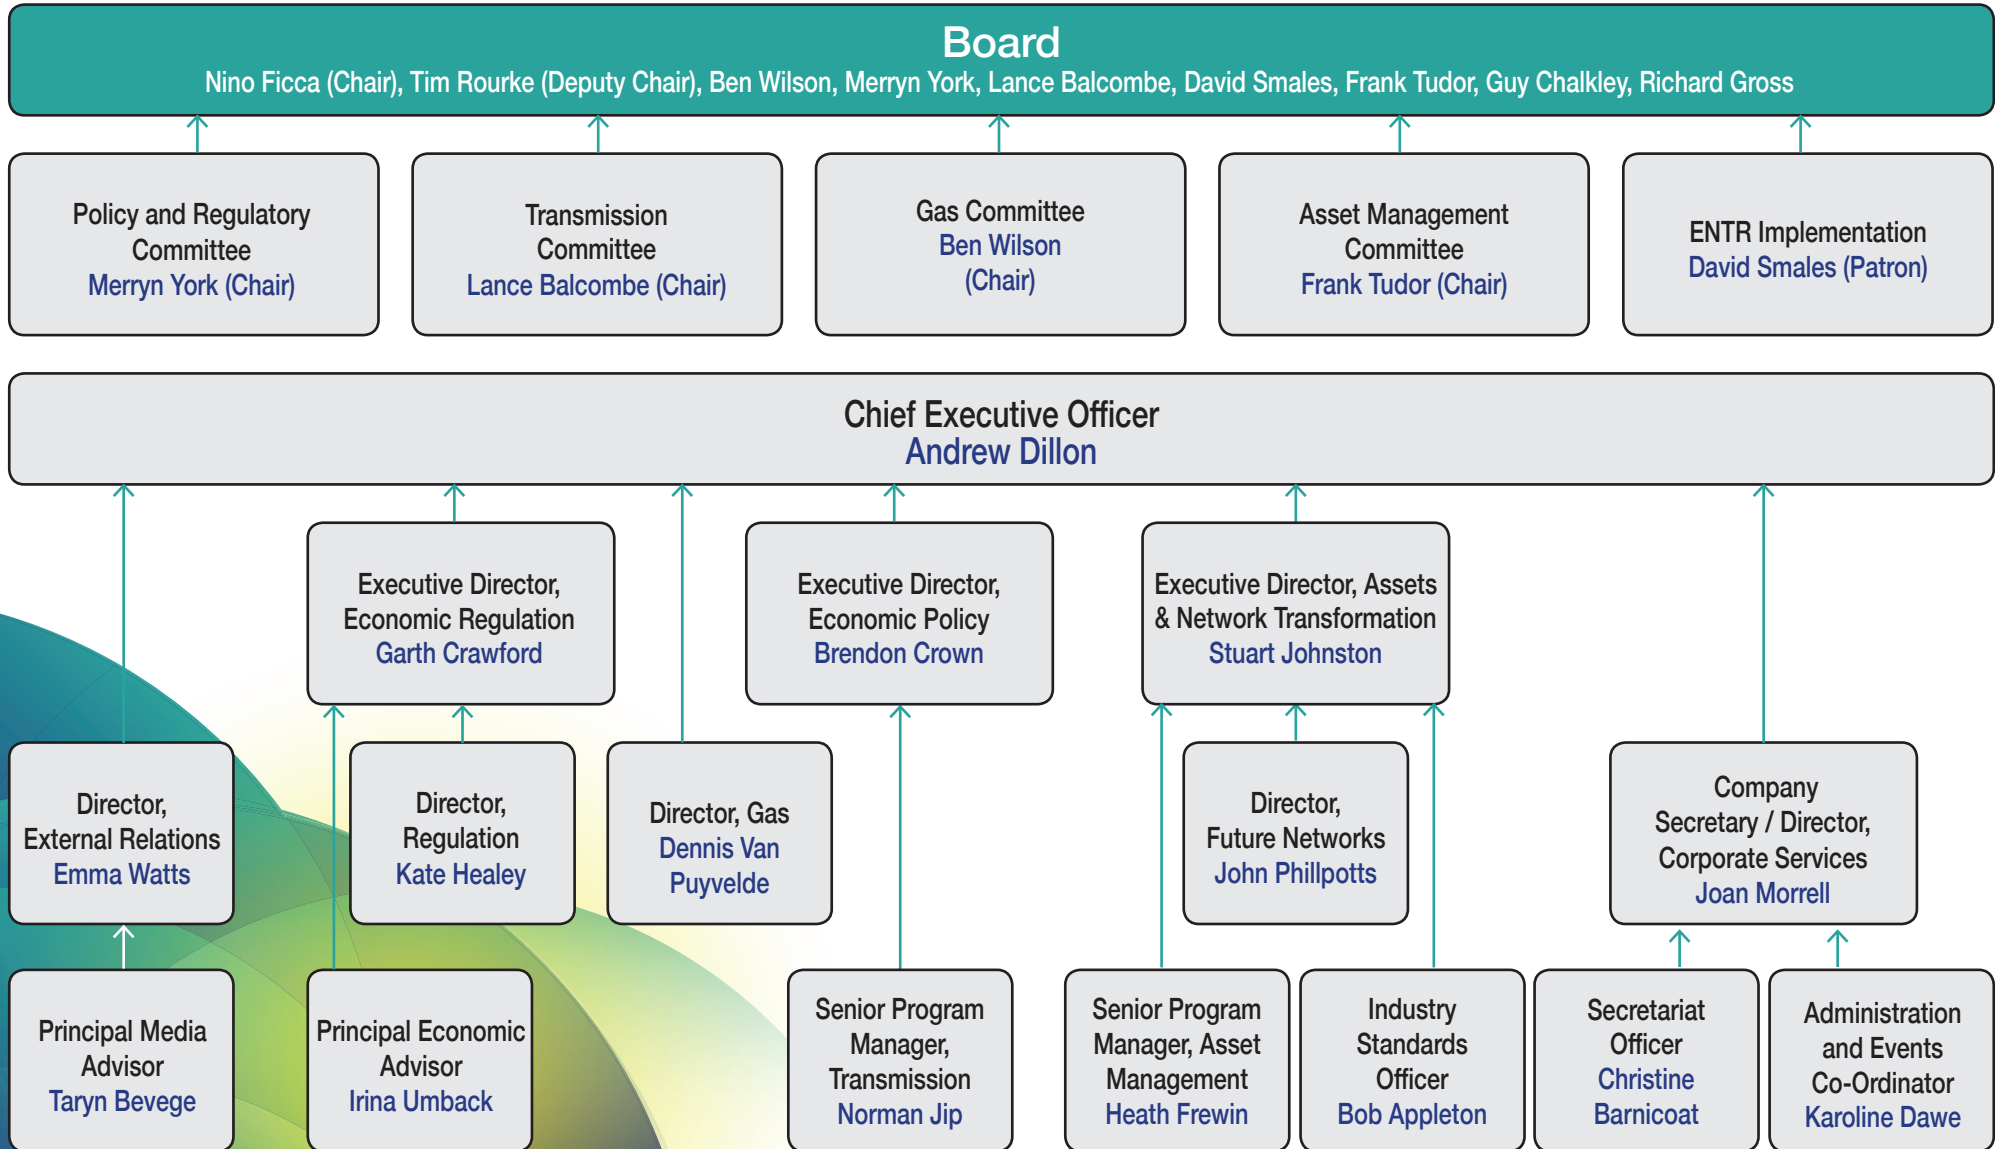 Board
Nino Ficca (Chair), Tim Rourke (Deputy Chair), Ben Wilson, Merryn York, Lance Balcombe, David Smales, Frank Tudor, Guy Chalkley, Richard Gross
Policy and Regulatory
Committee
Merryn York (Chair)
Transmission
Committee
Lance Balcombe (Chair)
Gas Committee
Ben Wilson
(Chair)
Asset Management
Committee
Frank Tudor (Chair)
ENTR Implementation
David Smales (Patron)
Chief Executive Officer
Andrew Dillon
Executive Director,
Economic Regulation
Garth Crawford
Executive Director,
Economic Policy
Brendon Crown
Executive Director, Assets
& Network Transformation
Stuart Johnston
Director,
External Relations
Emma Watts
Director,
Regulation
Kate Healey
Director, Gas
Dennis Van
Puyvelde
Director,
Future Networks
John Phillpotts
Company
Secretary / Director,
Corporate Services
Joan Morrell
Principal Media
Advisor
Taryn Bevege
Principal Economic
Advisor
Irina Umback
Senior Program
Manager,
Transmission
Norman Jip
Senior Program
Manager, Asset
Management
Heath Frewin
Industry
Standards
Officer
Bob Appleton
Secretariat
Officer
Christine
Barnicoat
Administration
and Events
Co-Ordinator
Karoline Dawe